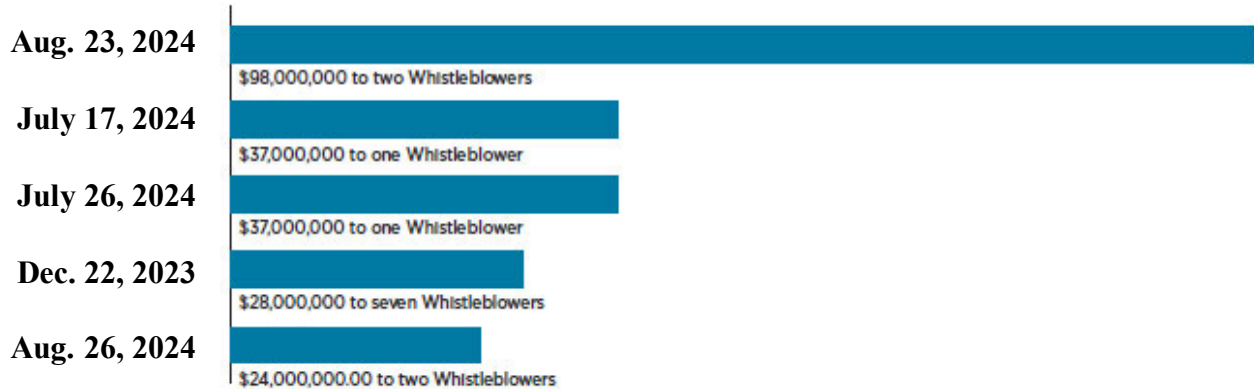 Aug. 23, 2024
$98,000,000 to two Whistleblowers
July 17, 2024
$37,000,000 to one Whistleblower
July 26, 2024
$37,000,000 to one Whistleblower
Dec. 22, 2023
$28,000,000 to seven Whistleblowers
Aug. 26, 2024
$24,000,000.00 to two Whistleblowers